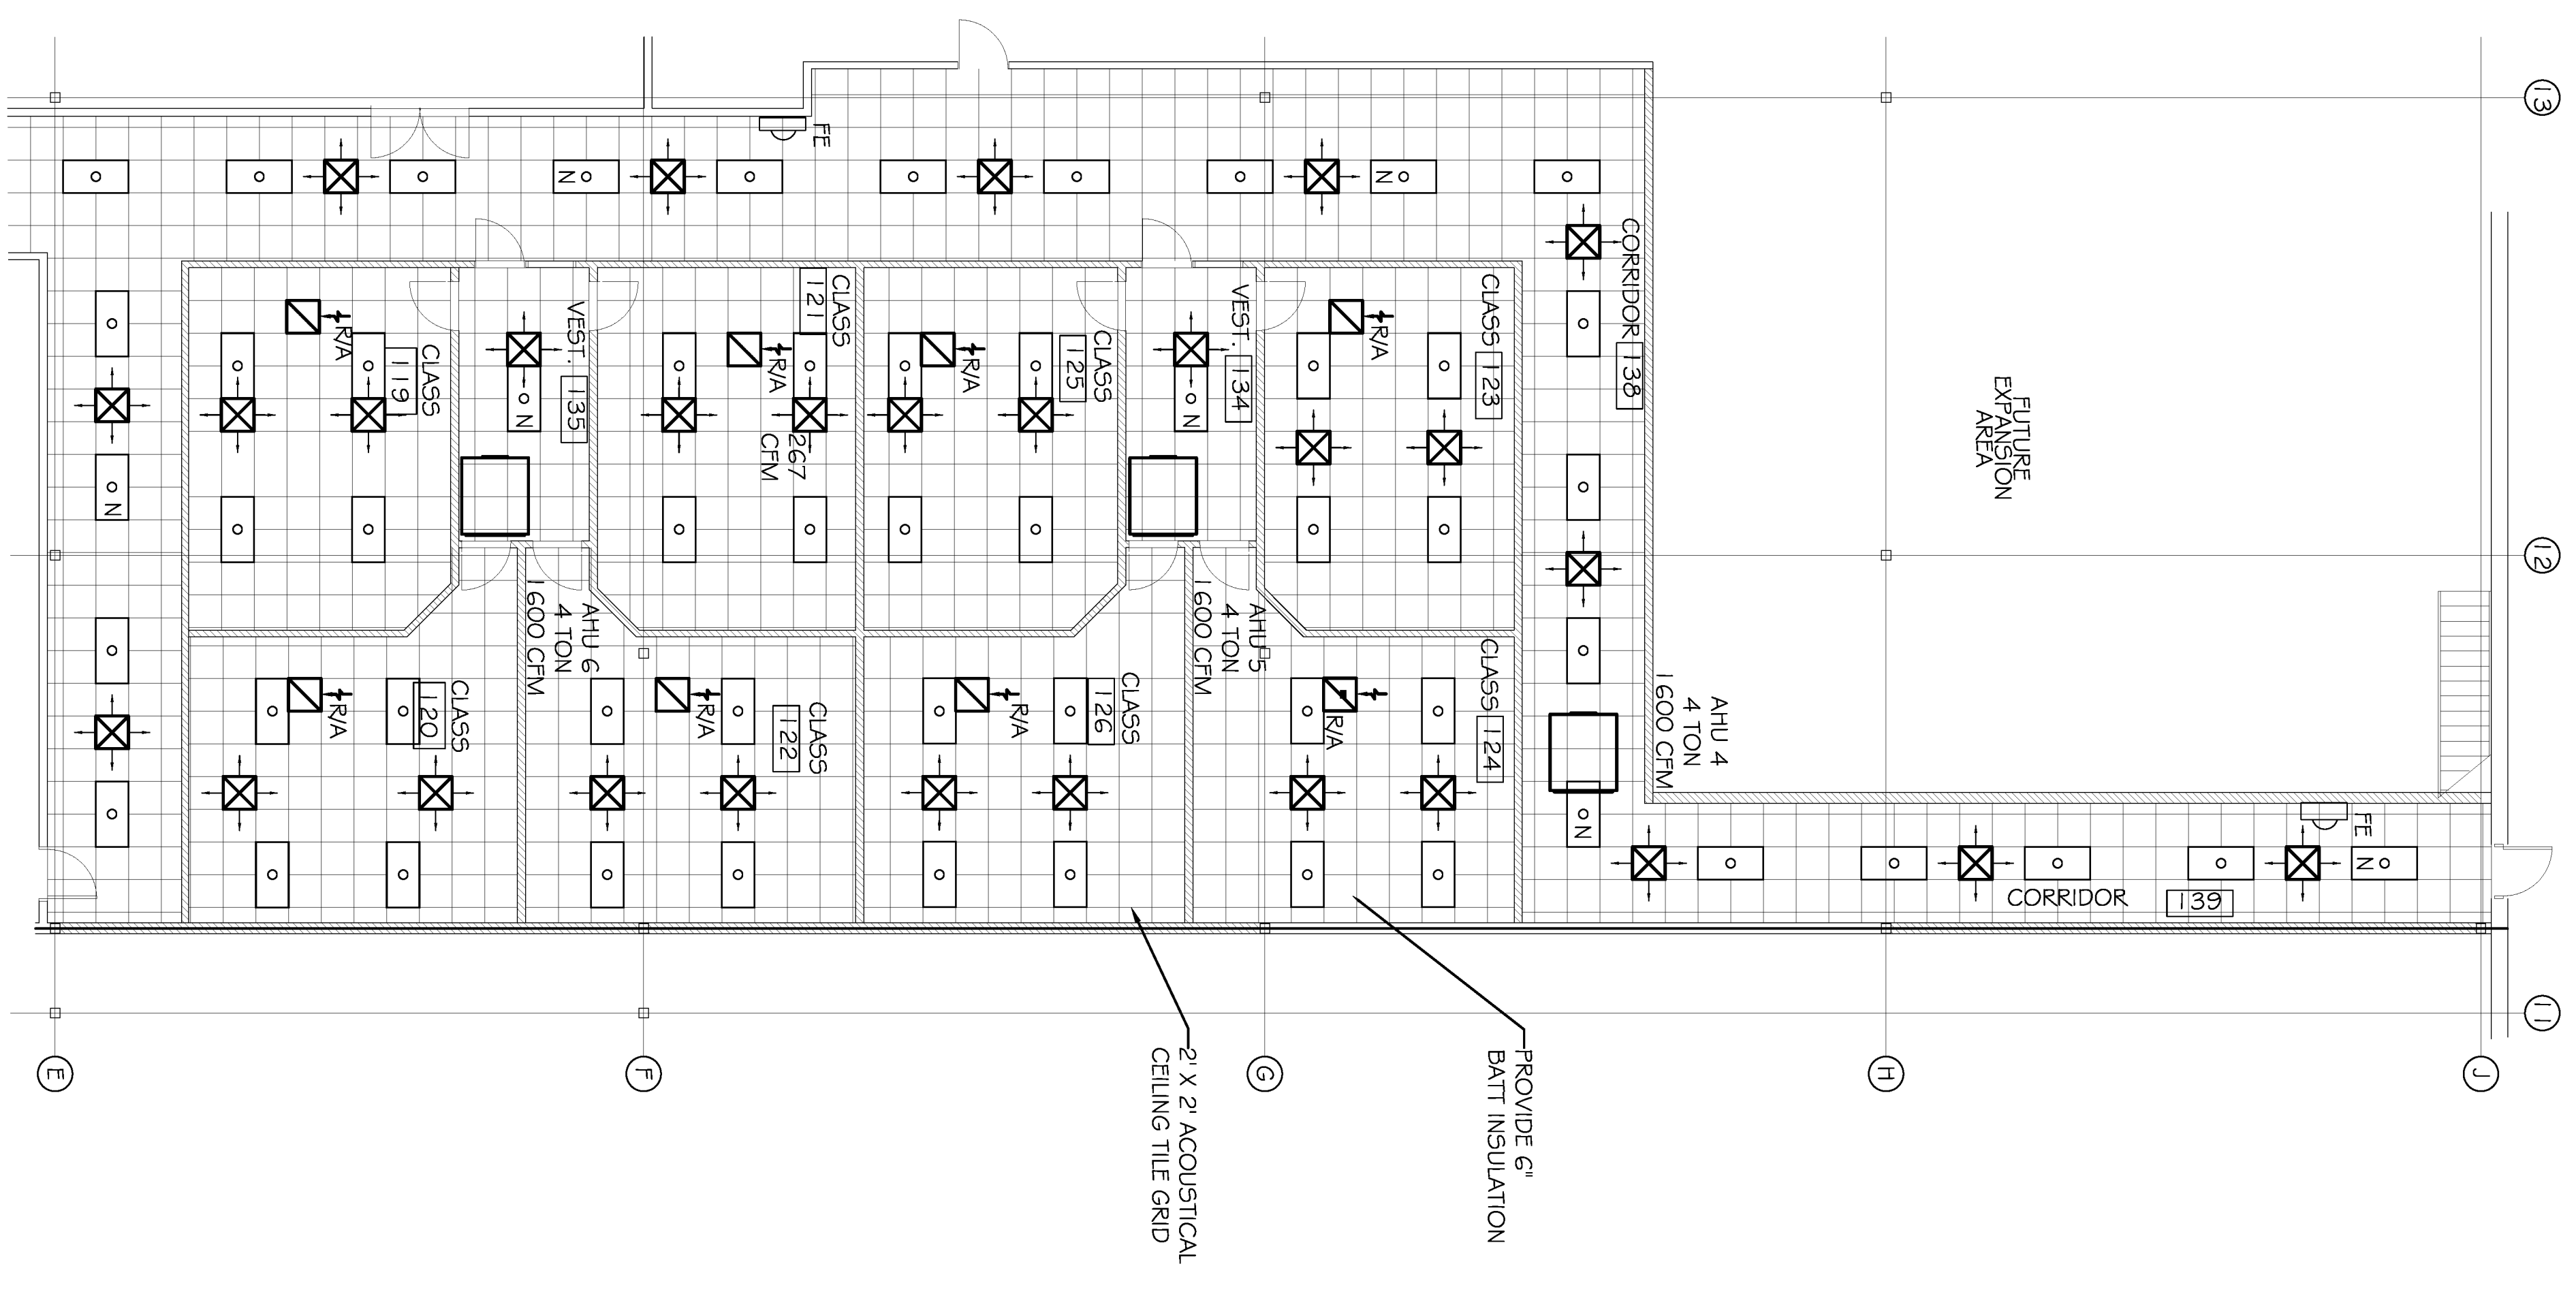 13
12
11
E
F
G
H
J
FE
N
N
CORRIDOR 138
CLASS
119
R/A
VEST. 135
N
CLASS
121
R/A
267
CFM
CLASS
125
R/A
VEST. 134
N
CLASS 123
R/A
N
FUTURE
EXPANSION
AREA
AHU 6
4 TON
1600 CFM
AHU 5
4 TON
1600 CFM
AHU 4
4 TON
1600 CFM
CLASS
120
R/A
CLASS
122
R/A
CLASS
126
R/A
CLASS 124
R/A
N
FE
N
CORRIDOR 139
PROVIDE 6"
BATT INSULATION
2' X 2' ACOUSTICAL
CEILING TILE GRID